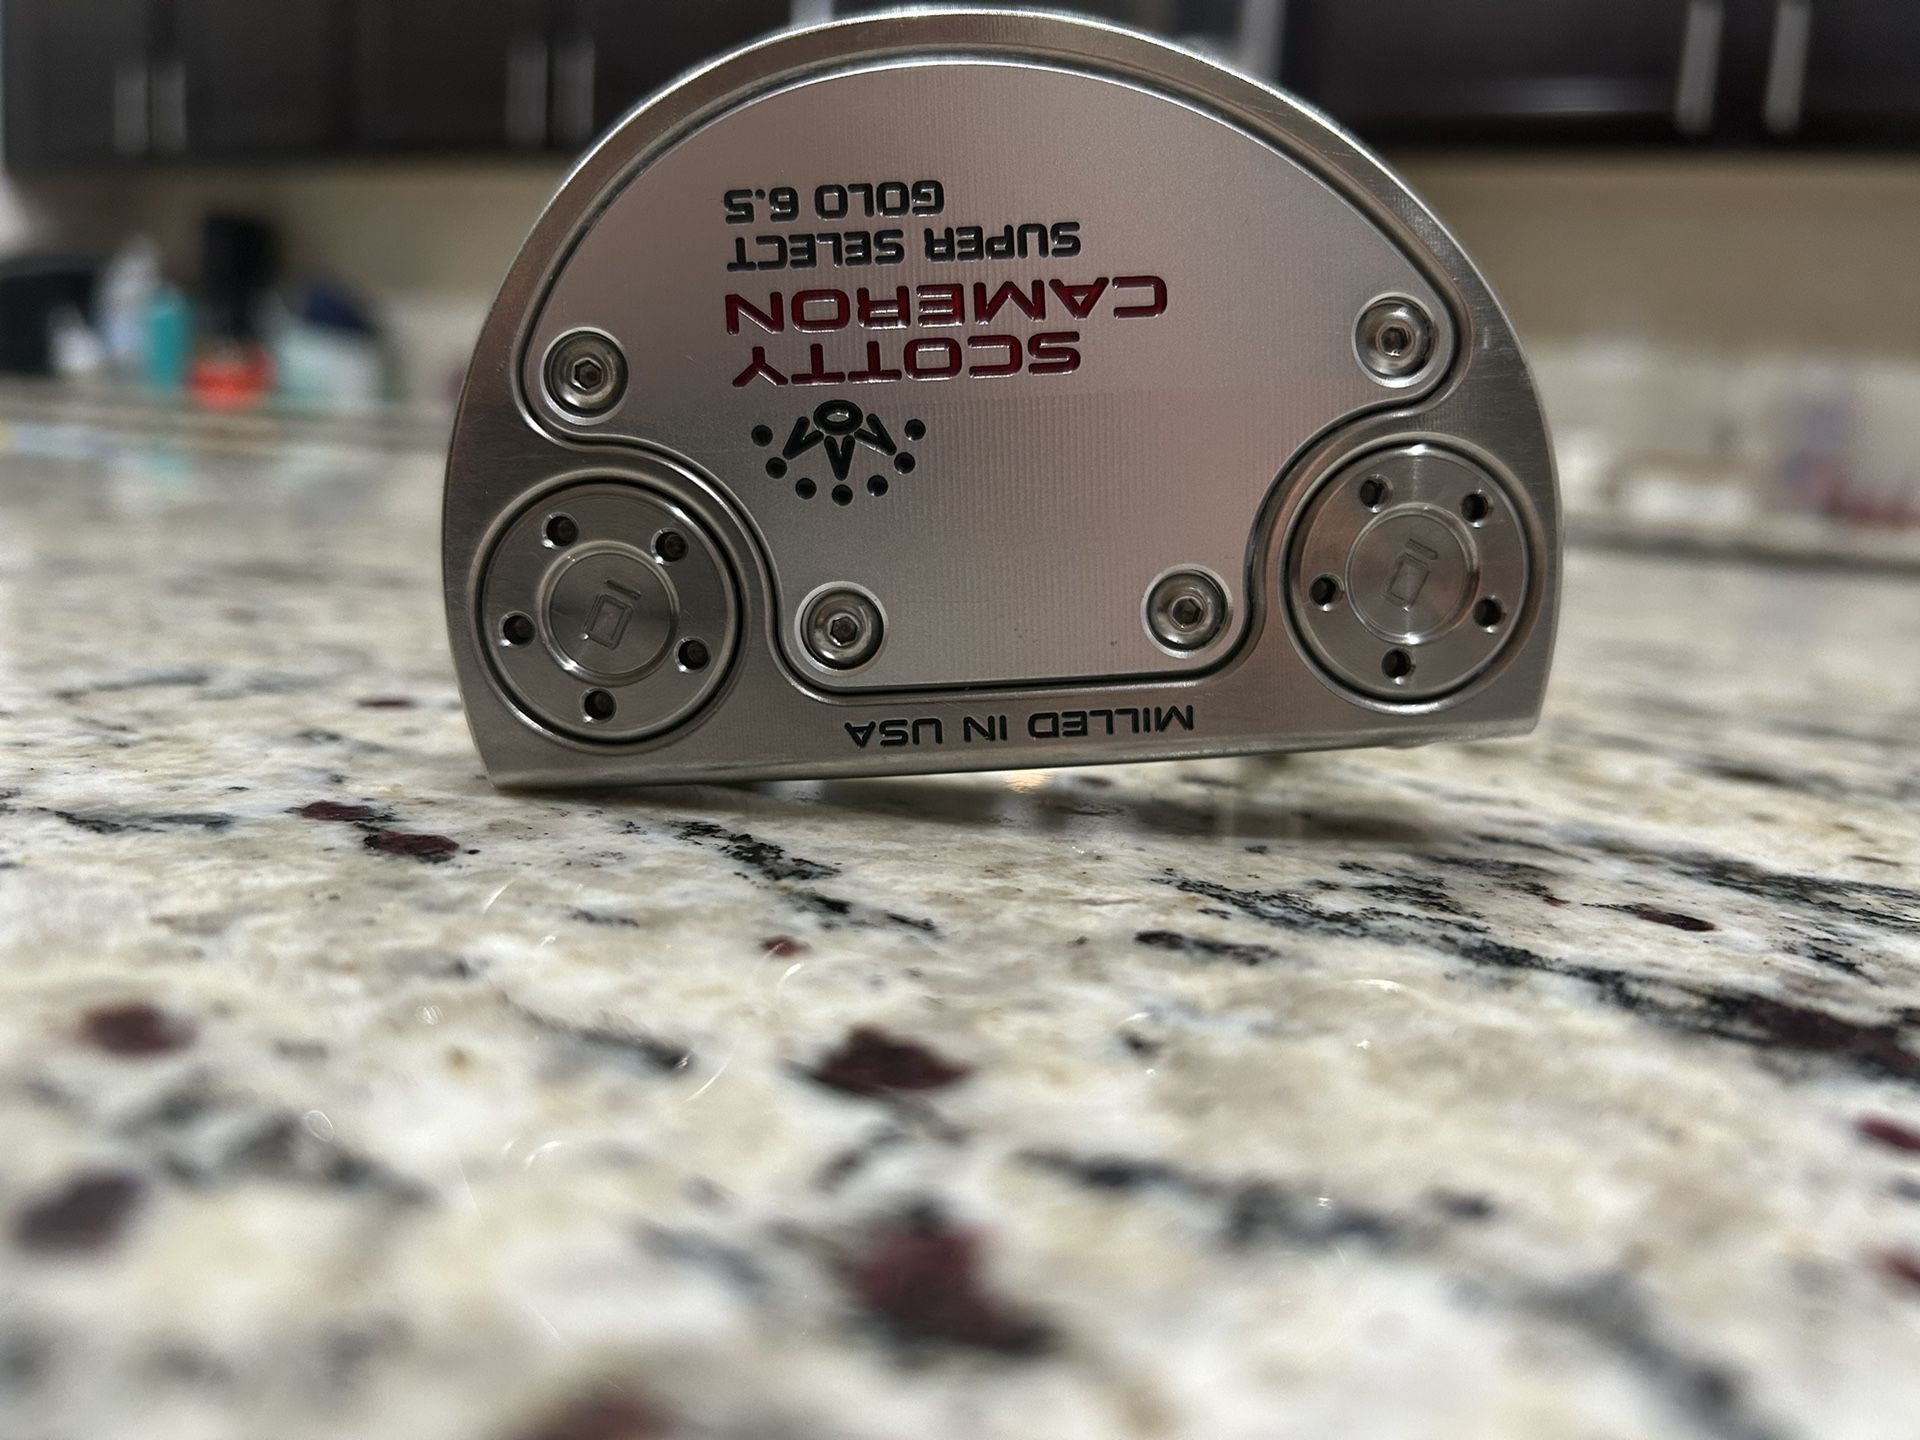 MILLED IN USA
SCOTTY
CAMERON
SUPER SELECT
GOLO 6.5